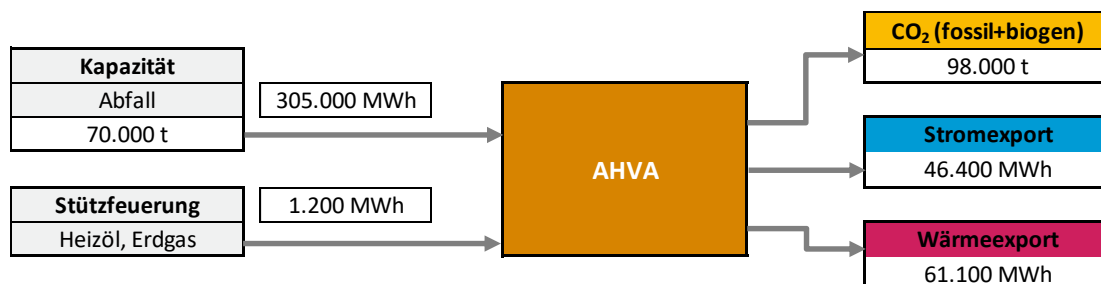 Kapazität
Abfall
70.000 t
305.000 MWh
Stützfeuerung
Heizöl, Erdgas
1.200 MWh
AHVA
CO₂ (fossil+biogen)
98.000 t
Stromexport
46.400 MWh
Wärmeexport
61.100 MWh